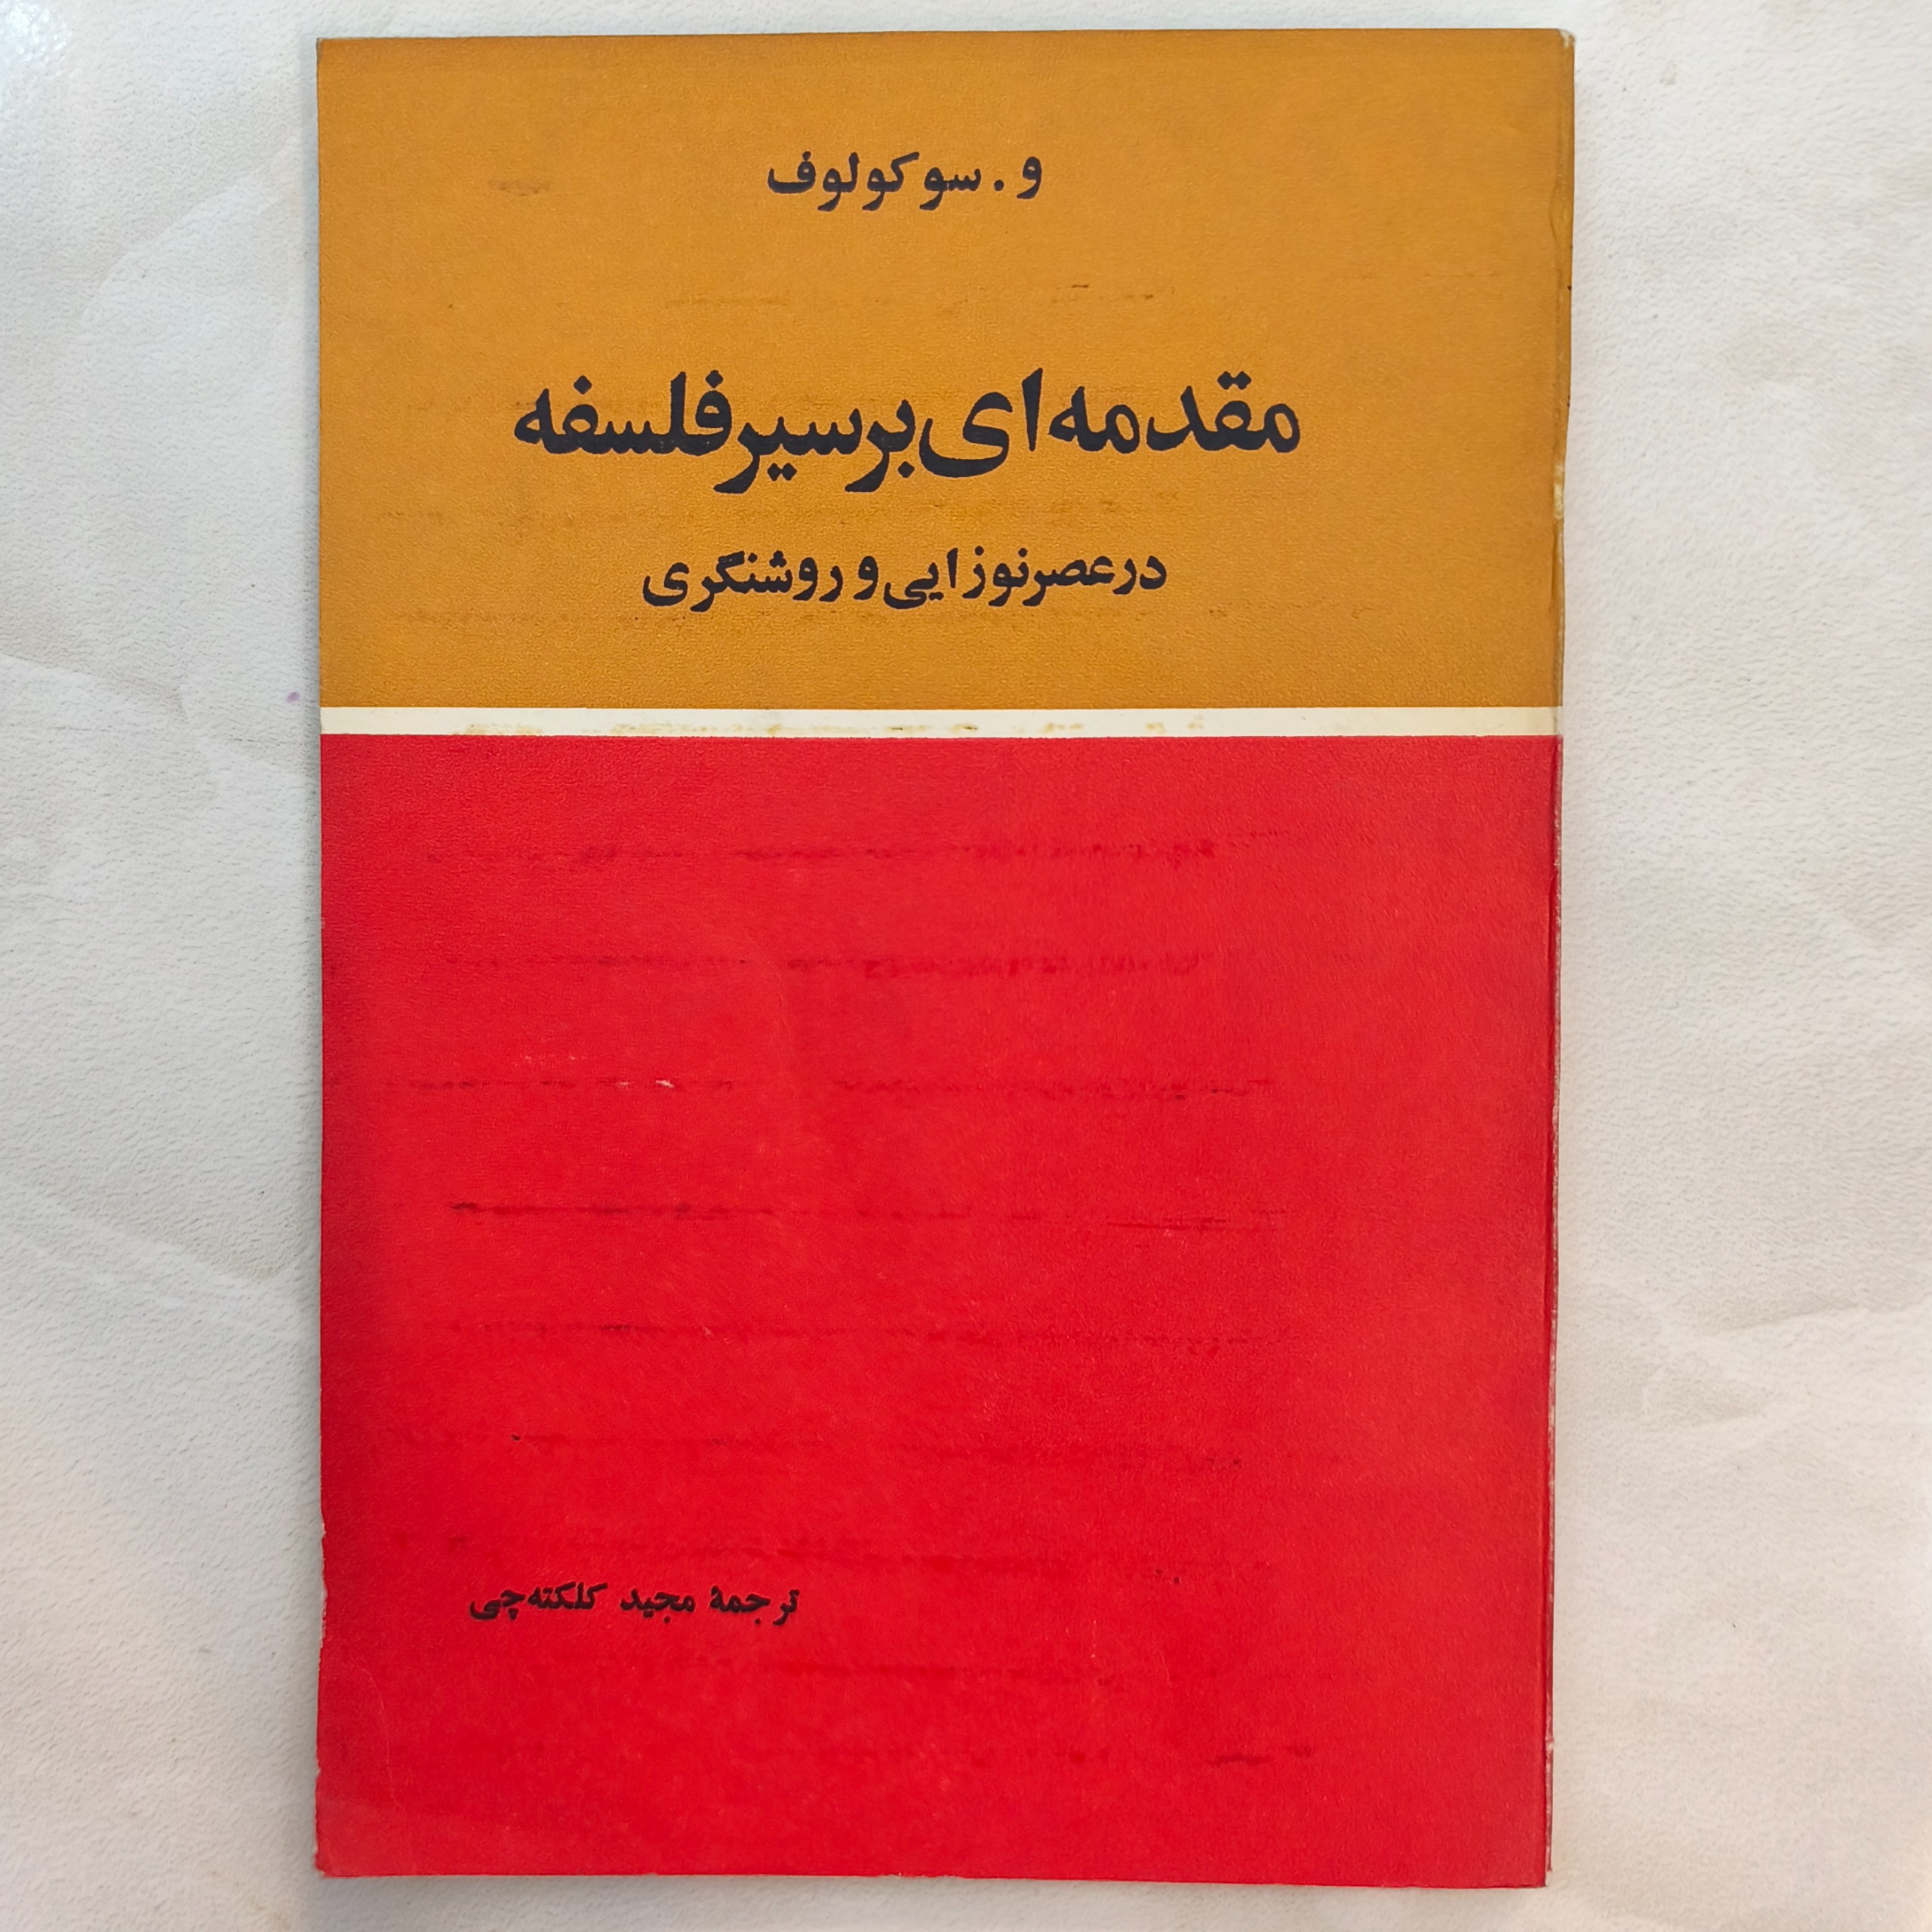 و. سوکولوف
مقدمه‌ای بر سیر فلسفه
در عصر نوزایی و روشنگری
ترجمهٔ مجید کلکته‌چی